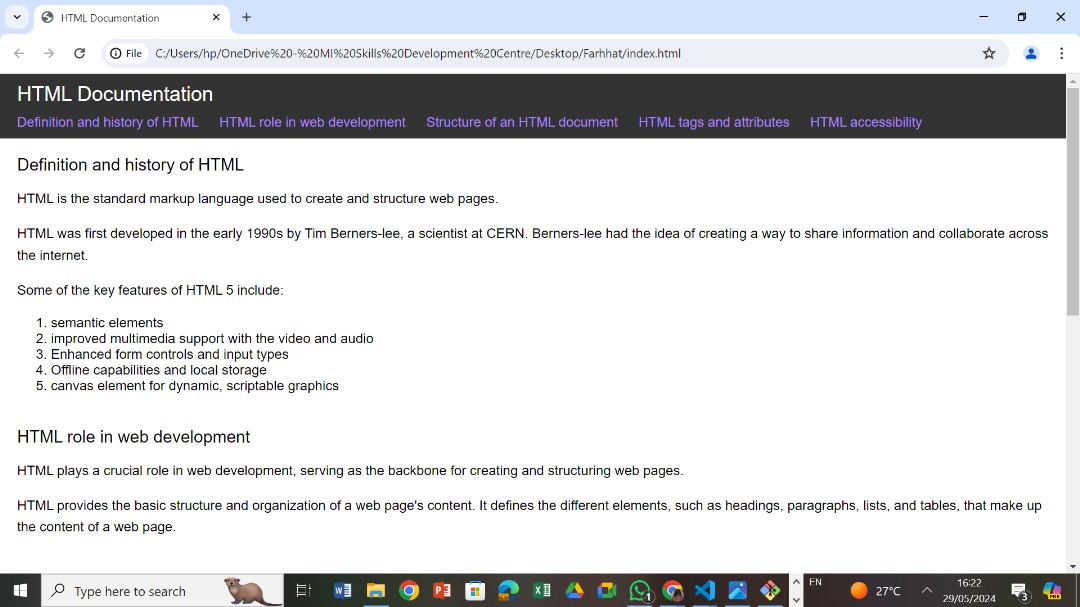 HTML Documentation
File C:/Users/hp/OneDrive%20-%20MI%20Skills%20Development%20Centre/Desktop/Farhhat/index.html
HTML Documentation
Definition and history of HTML HTML role in web development Structure of an HTML document HTML tags and attributes HTML accessibility
Definition and history of HTML
HTML is the standard markup language used to create and structure web pages.
HTML was first developed in the early 1990s by Tim Berners-lee, a scientist at CERN. Berners-lee had the idea of creating a way to share information and collaborate across
the internet.
Some of the key features of HTML 5 include:
1. semantic elements
2. improved multimedia support with the video and audio
3. Enhanced form controls and input types
4. Offline capabilities and local storage
5. canvas element for dynamic, scriptable graphics
HTML role in web development
HTML plays a crucial role in web development, serving as the backbone for creating and structuring web pages.
HTML provides the basic structure and organization of a web page's content. It defines the different elements, such as headings, paragraphs, lists, and tables, that make up
the content of a web page.
Type here to search
EN
27°C
16:22
29/05/2024
3
1
PRE